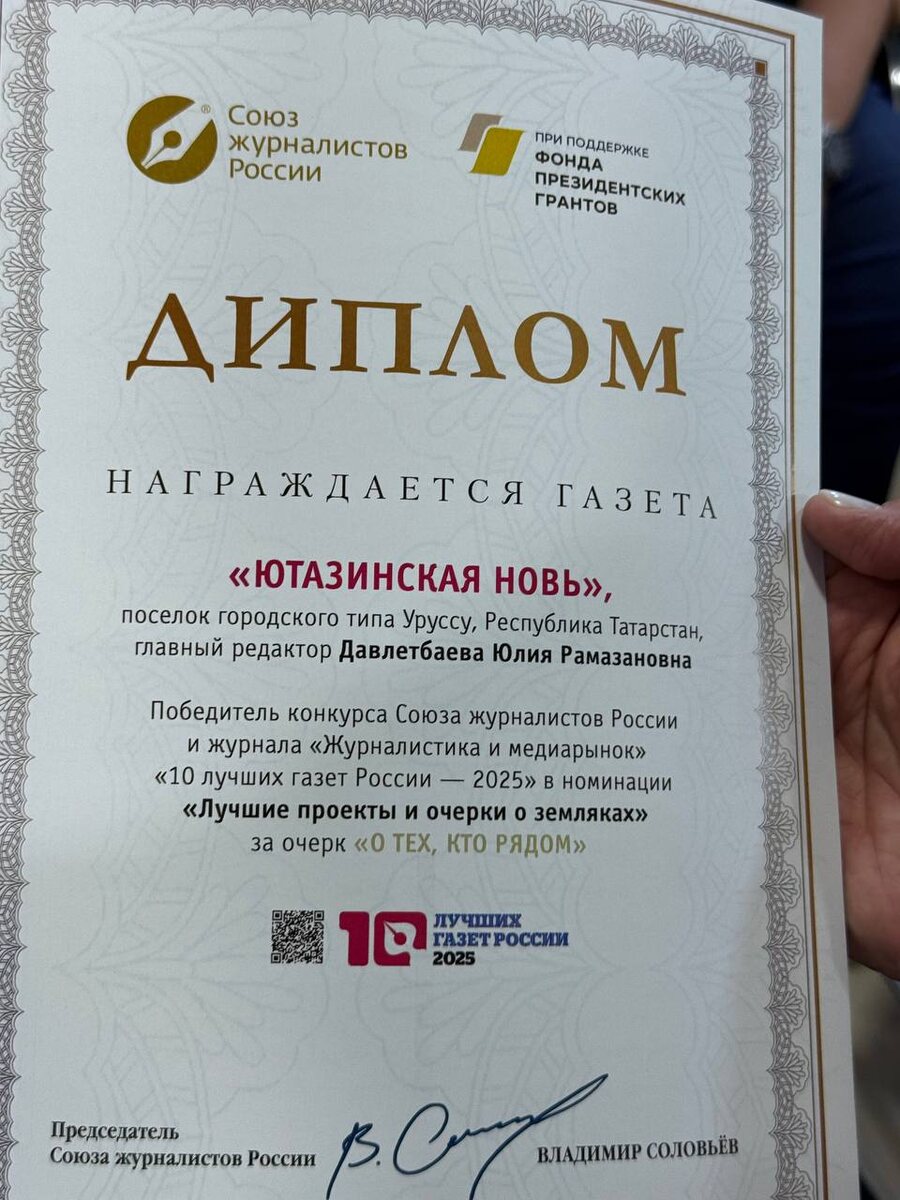 Союз
журналистов
России
®
ПРИ ПОДДЕРЖКЕ
ФОНДА
ПРЕЗИДЕНТСКИХ
ГРАНТОВ
ДИПЛОМ
НАГРАЖДАЕТСЯ ГАЗЕТА
«ЮТАЗИНСКАЯ НОВЬ»,
поселок городского типа Уруссу, Республика Татарстан,
главный редактор Давлетбаева Юлия Рамазановна
Победитель конкурса Союза журналистов России
и журнала «Журналистика и медиарынок»
«10 лучших газет России — 2025» в номинации
«Лучшие проекты и очерки о земляках»
за очерк «О ТЕХ, КТО РЯДОМ»
10 ЛУЧШИХ
ГАЗЕТ РОССИИ
2025
Председатель
Союза журналистов России
ВЛАДИМИР СОЛОВЬЁВ